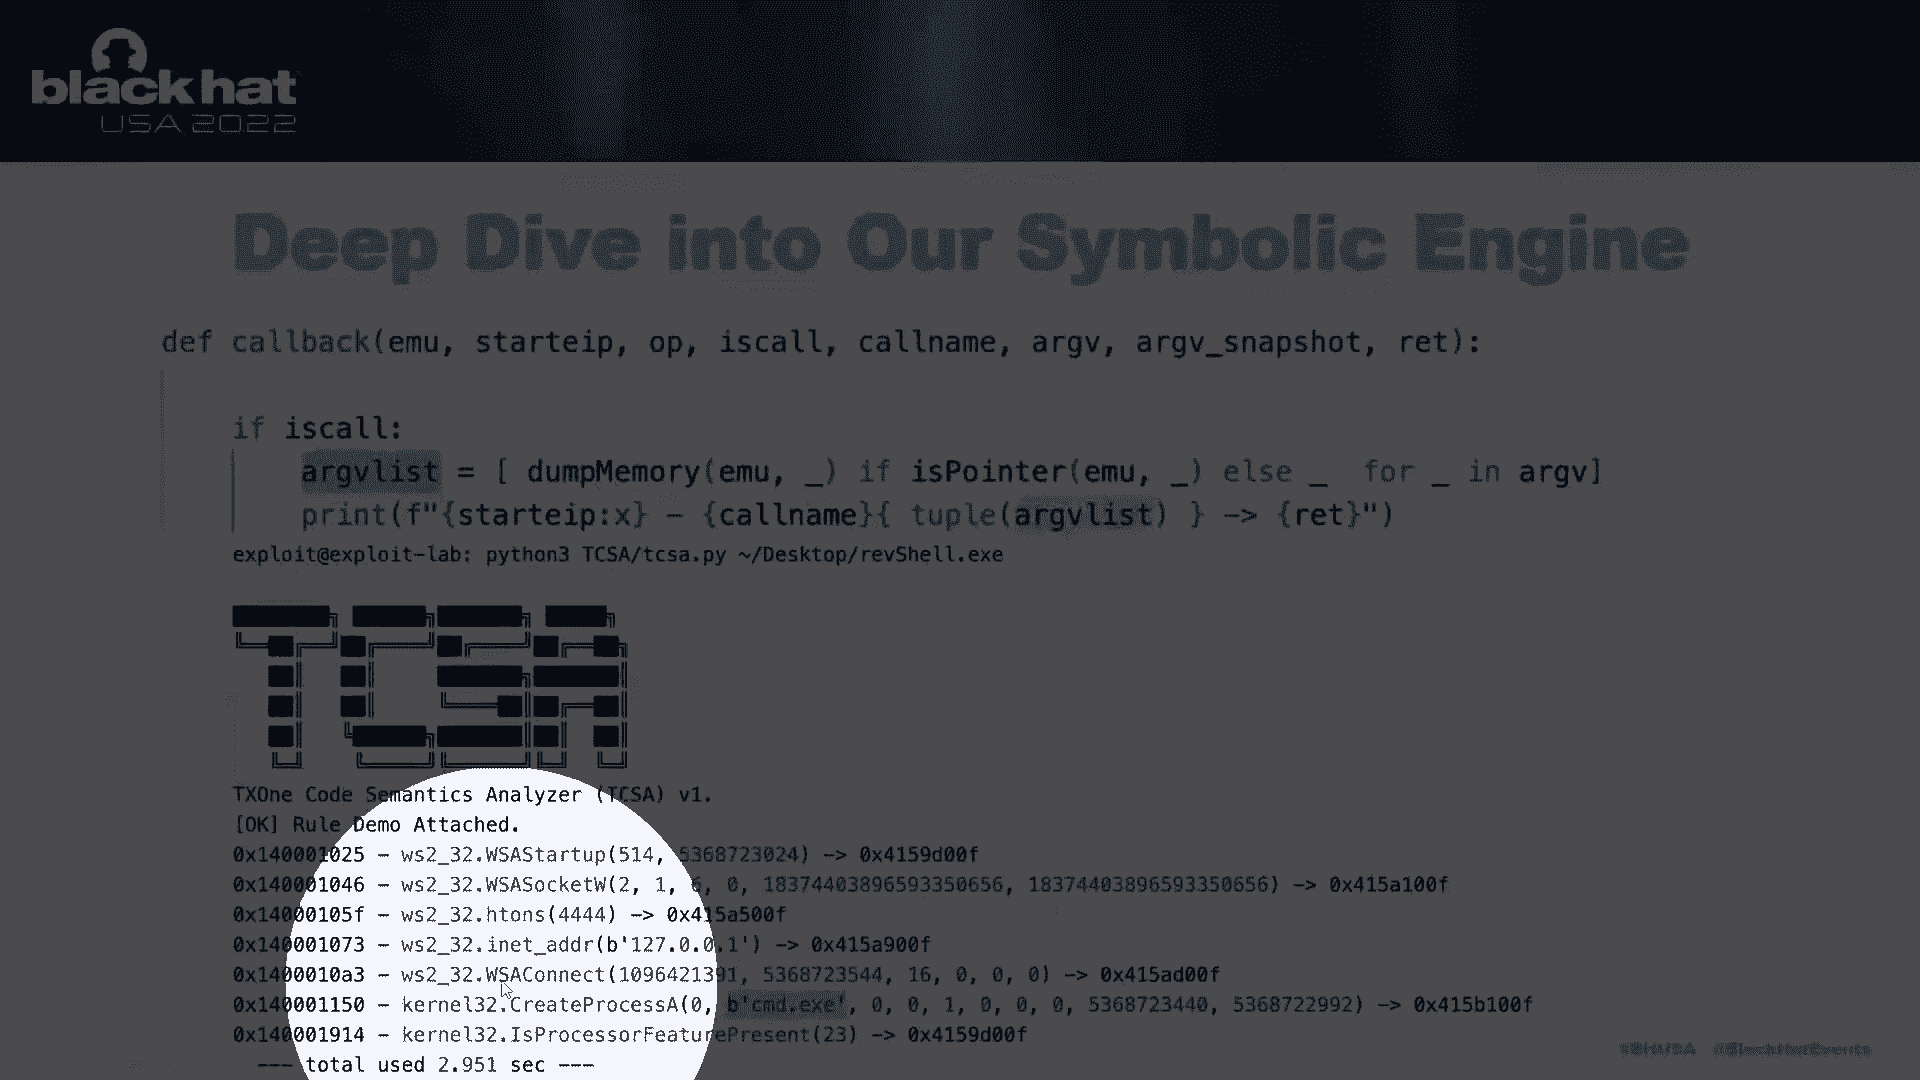 blackhat
USA 2022
Deep Dive into Our Symbolic Engine
def callback(emu, starteip, op, iscall, callname, argv, argv_snapshot, ret):
if iscall:
argvlist = [ dumpMemory(emu, _) if isPointer(emu, _) else _ for _ in argv]
print(f"{starteip:x} – {callname}{ tuple(argvlist) } -> {ret}")
exploit@exploit-lab: python3 TCSA/tcsa.py ~/Desktop/revShell.exe
TCSA
TXOne Code Semantics Analyzer (TCSA) v1.
[OK] Rule Demo Attached.
0x140001025 – ws2_32.WSAStartup(514, 5368723024) –> 0x4159d00f
0x140001046 – ws2_32.WSASocketW(2, 1, 6, 0, 18374403896593350656, 18374403896593350656) –> 0x415a100f
0x14000105f – ws2_32.htons(4444) –> 0x415a500f
0x140001073 – ws2_32.inet_addr(b'127.0.0.1') –> 0x415a900f
0x1400010a3 – ws2_32.WSAConnect(1096421391, 5368723544, 16, 0, 0, 0) –> 0x415ad00f
0x140001150 – kernel32.CreateProcessA(0, b'cmd.exe', 0, 0, 1, 0, 0, 0, 5368723440, 5368722992) –> 0x415b100f
0x140001914 – kernel32.IsProcessorFeaturePresent(23) –> 0x4159d00f
––– total used 2.951 sec –––
#BHUSA @BlackHatEvents